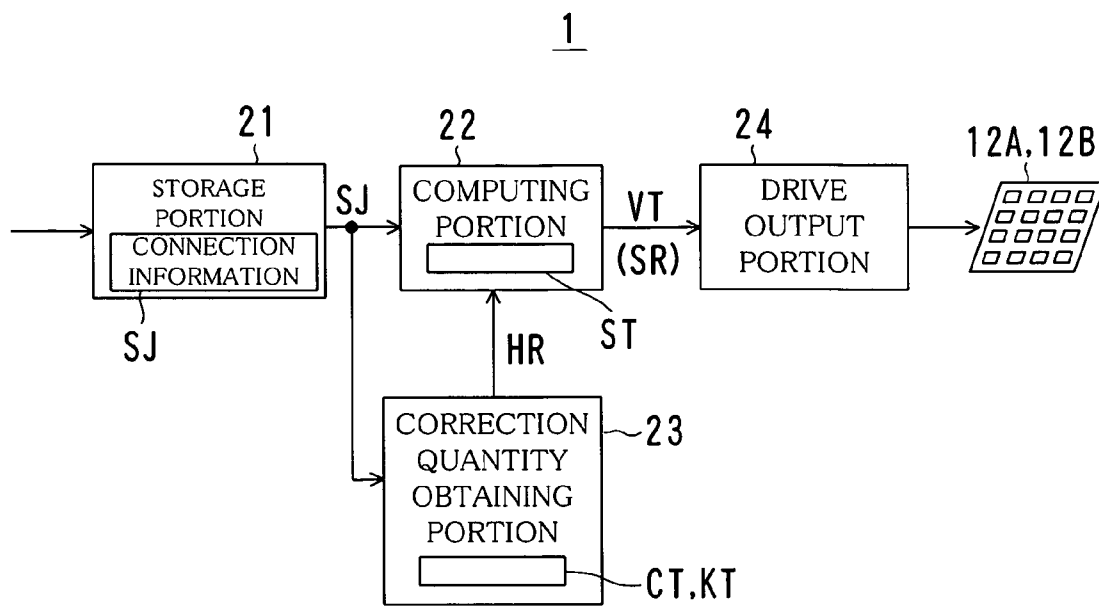 1
21
22
24
12A,12B
STORAGE
PORTION
CONNECTION
INFORMATION
SJ
SJ
COMPUTING
PORTION
ST
VT
(SR)
DRIVE
OUTPUT
PORTION
HR
CORRECTION
QUANTITY
OBTAINING
PORTION
23
CT,KT